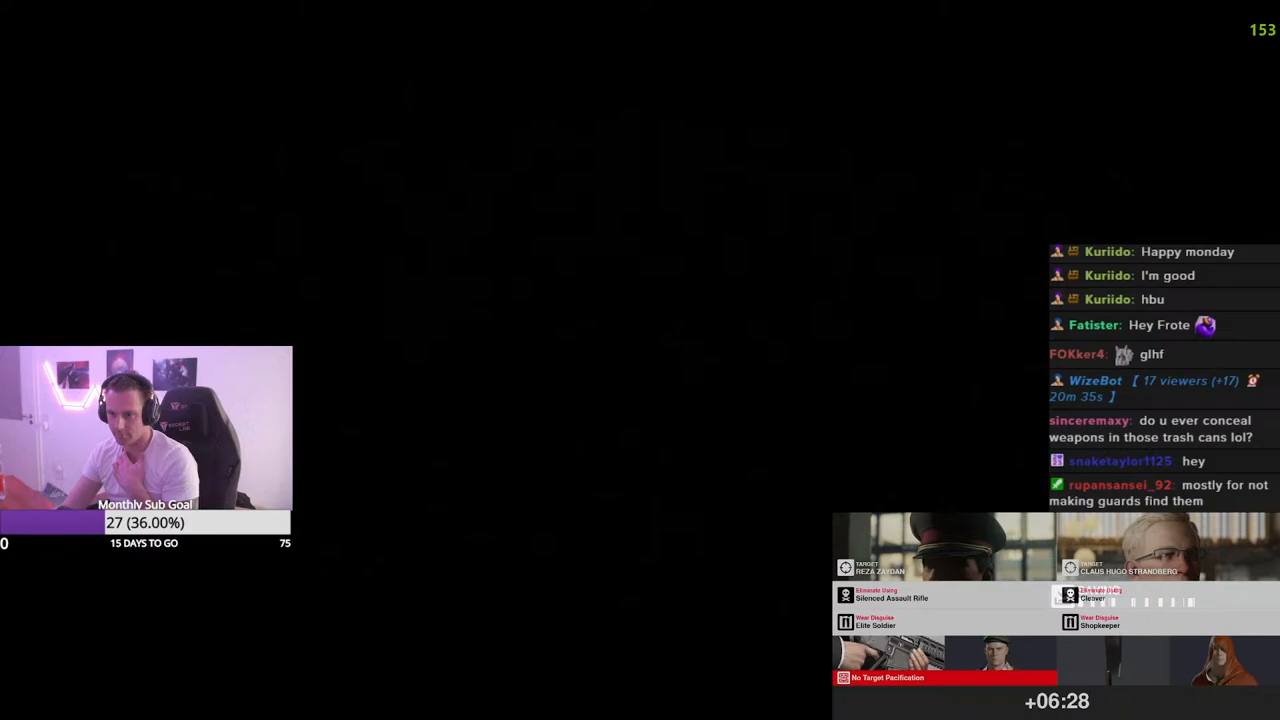 153
Kuriido: Happy monday
Kuriido: I'm good
Kuriido: hbu
Fatister: Hey Frote
FOKker4: glhf
WizeBot 【 17 viewers (+17)
20m 35s 】
sinceremaxy: do u ever conceal
weapons in those trash cans lol?
snaketaylor1125: hey
rupansansei_92: mostly for not
making guards find them
Monthly Sub Goal
27 (36.00%)
0 15 DAYS TO GO 75
TARGET
REZA ZAYDAN
Eliminate Using
Silenced Assault Rifle
Wear Disguise
Elite Soldier
No Target Pacification
TARGET
CLAUS HUGO STRANDBERG
Eliminate Using
Cleaver
Wear Disguise
Shopkeeper
+06:28